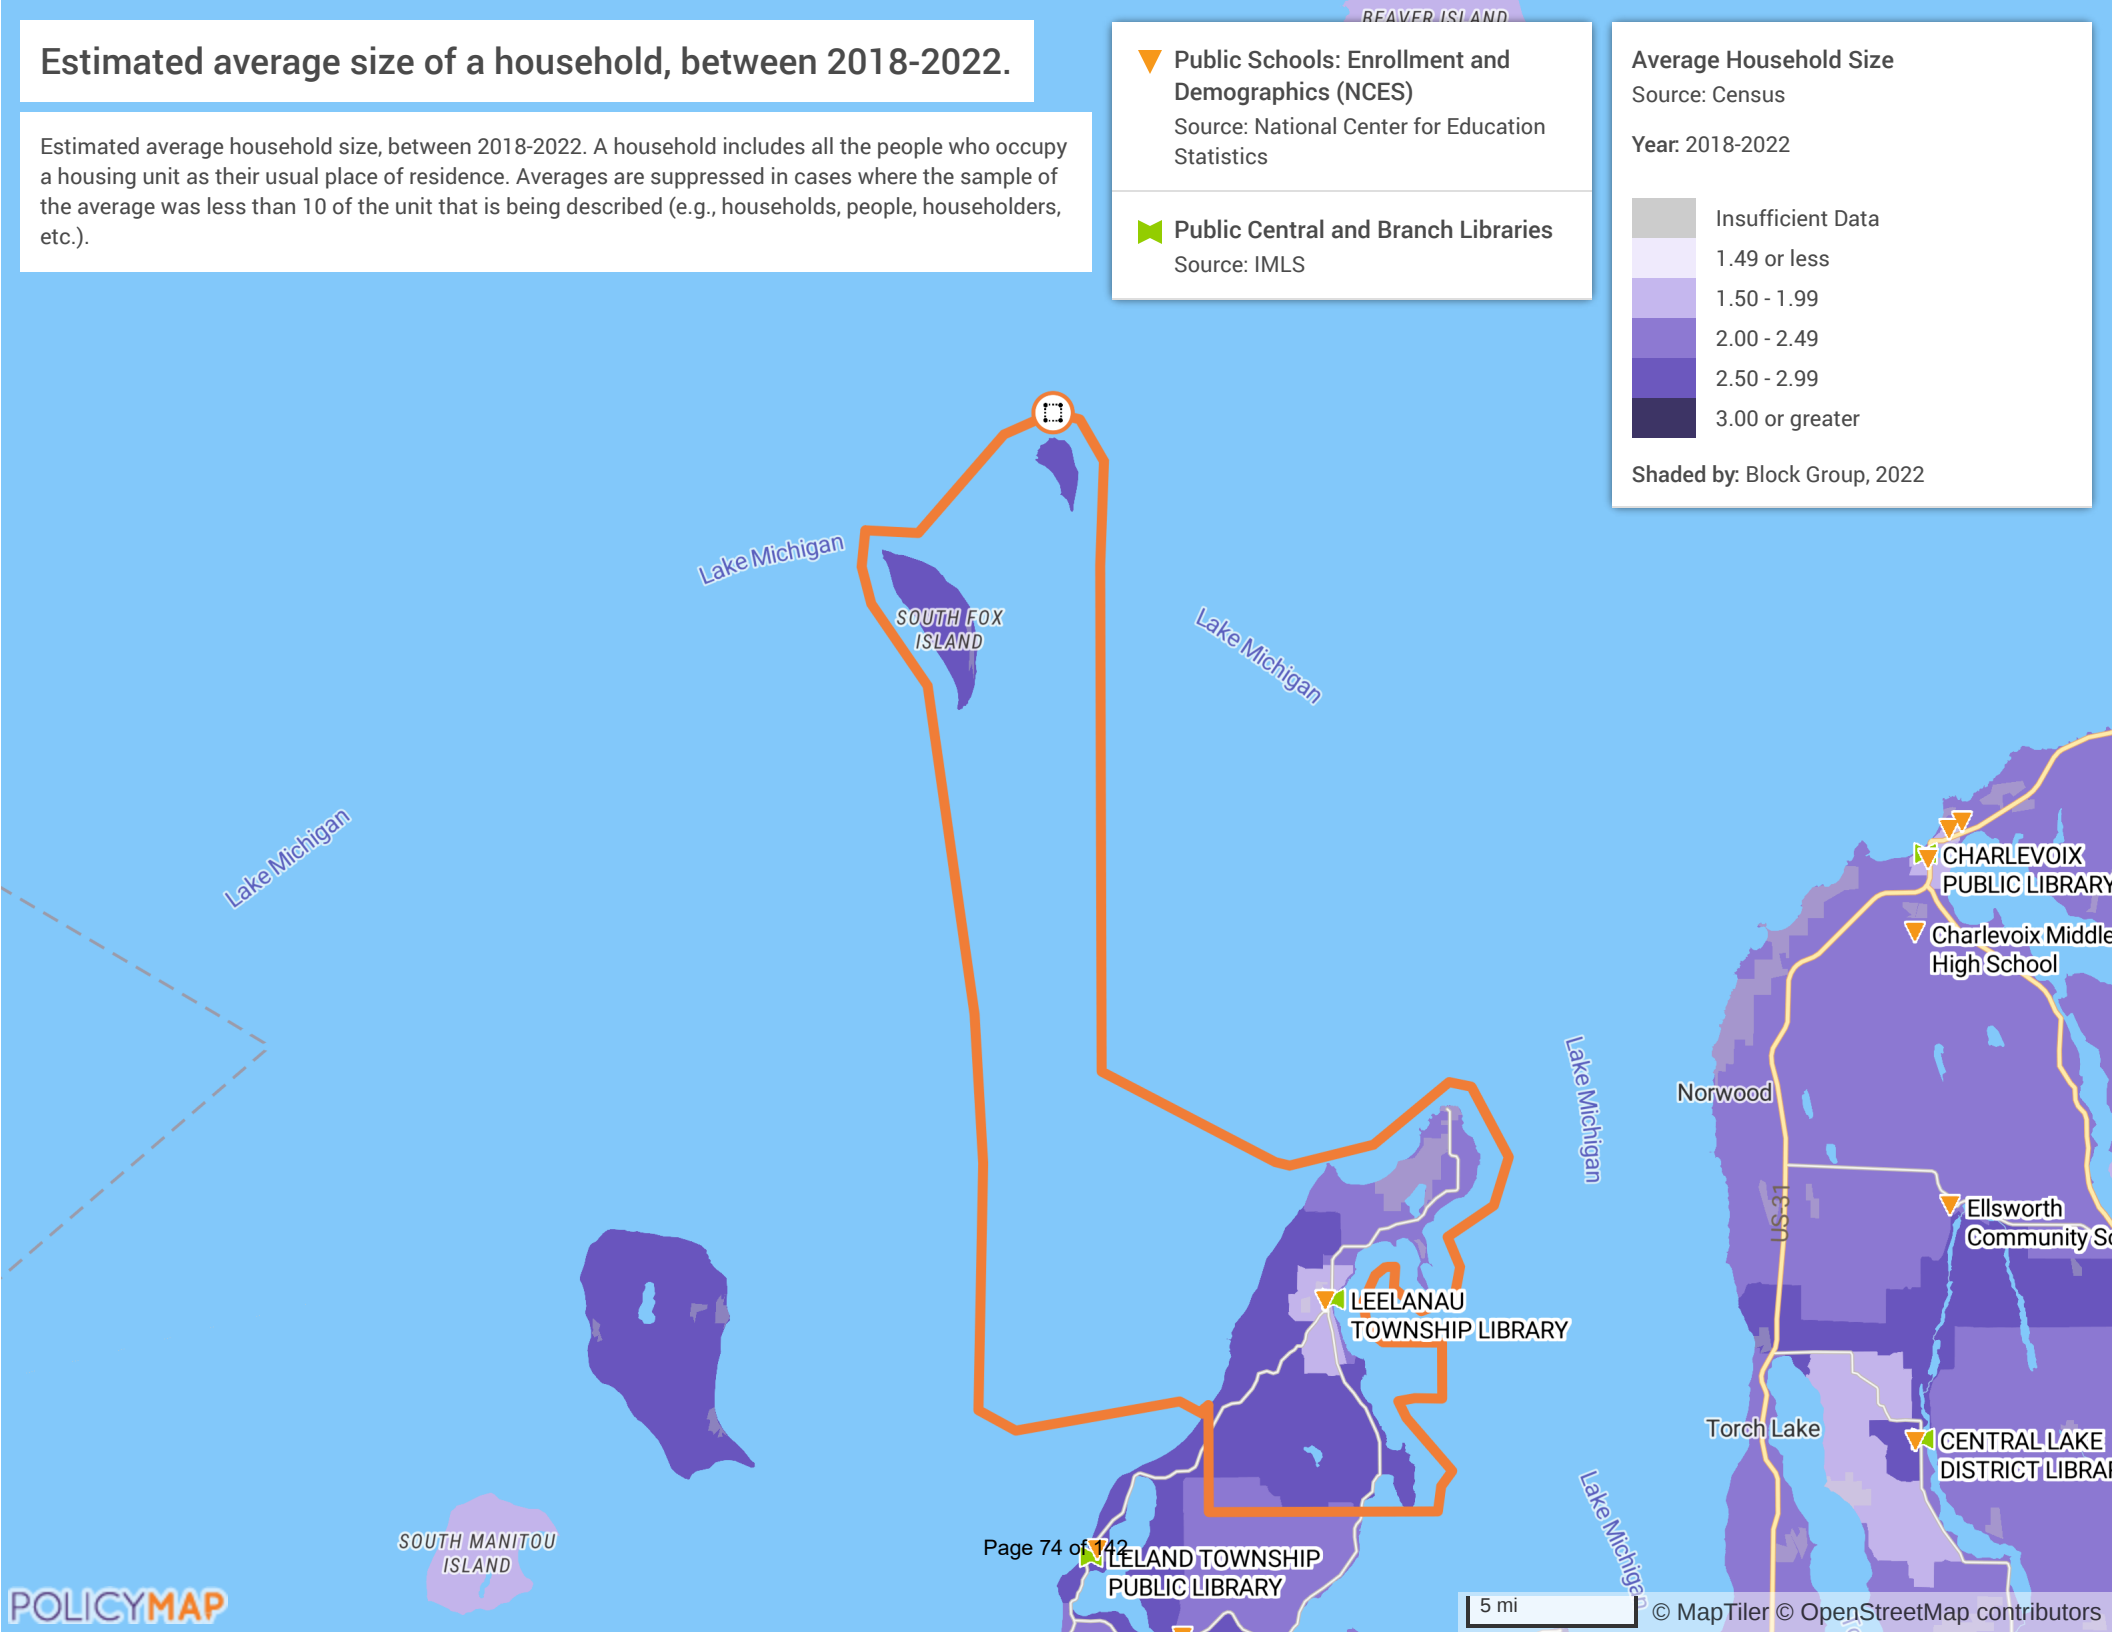 BEAVER ISLAND
Estimated average size of a household, between 2018-2022.
Estimated average household size, between 2018-2022. A household includes all the people who occupy
a housing unit as their usual place of residence. Averages are suppressed in cases where the sample of
the average was less than 10 of the unit that is being described (e.g., households, people, householders,
etc.).
Public Schools: Enrollment and
Demographics (NCES)
Source: National Center for Education
Statistics
Public Central and Branch Libraries
Source: IMLS
Average Household Size
Source: Census
Year: 2018-2022
Insufficient Data
1.49 or less
1.50 - 1.99
2.00 - 2.49
2.50 - 2.99
3.00 or greater
Shaded by: Block Group, 2022
Lake Michigan
SOUTH FOX
ISLAND
Lake Michigan
Lake Michigan
CHARLEVOIX
PUBLIC LIBRARY
Charlevoix Middle
High School
Lake Michigan
Norwood
US-31
Ellsworth
Community Sc
LEELANAU
TOWNSHIP LIBRARY
Torch Lake
CENTRAL LAKE
DISTRICT LIBRAR
Lake Michigan
SOUTH MANITOU
ISLAND
Page 74 of 142
LELAND TOWNSHIP
PUBLIC LIBRARY
POLICYMAP
5 mi
© MapTiler © OpenStreetMap contributors